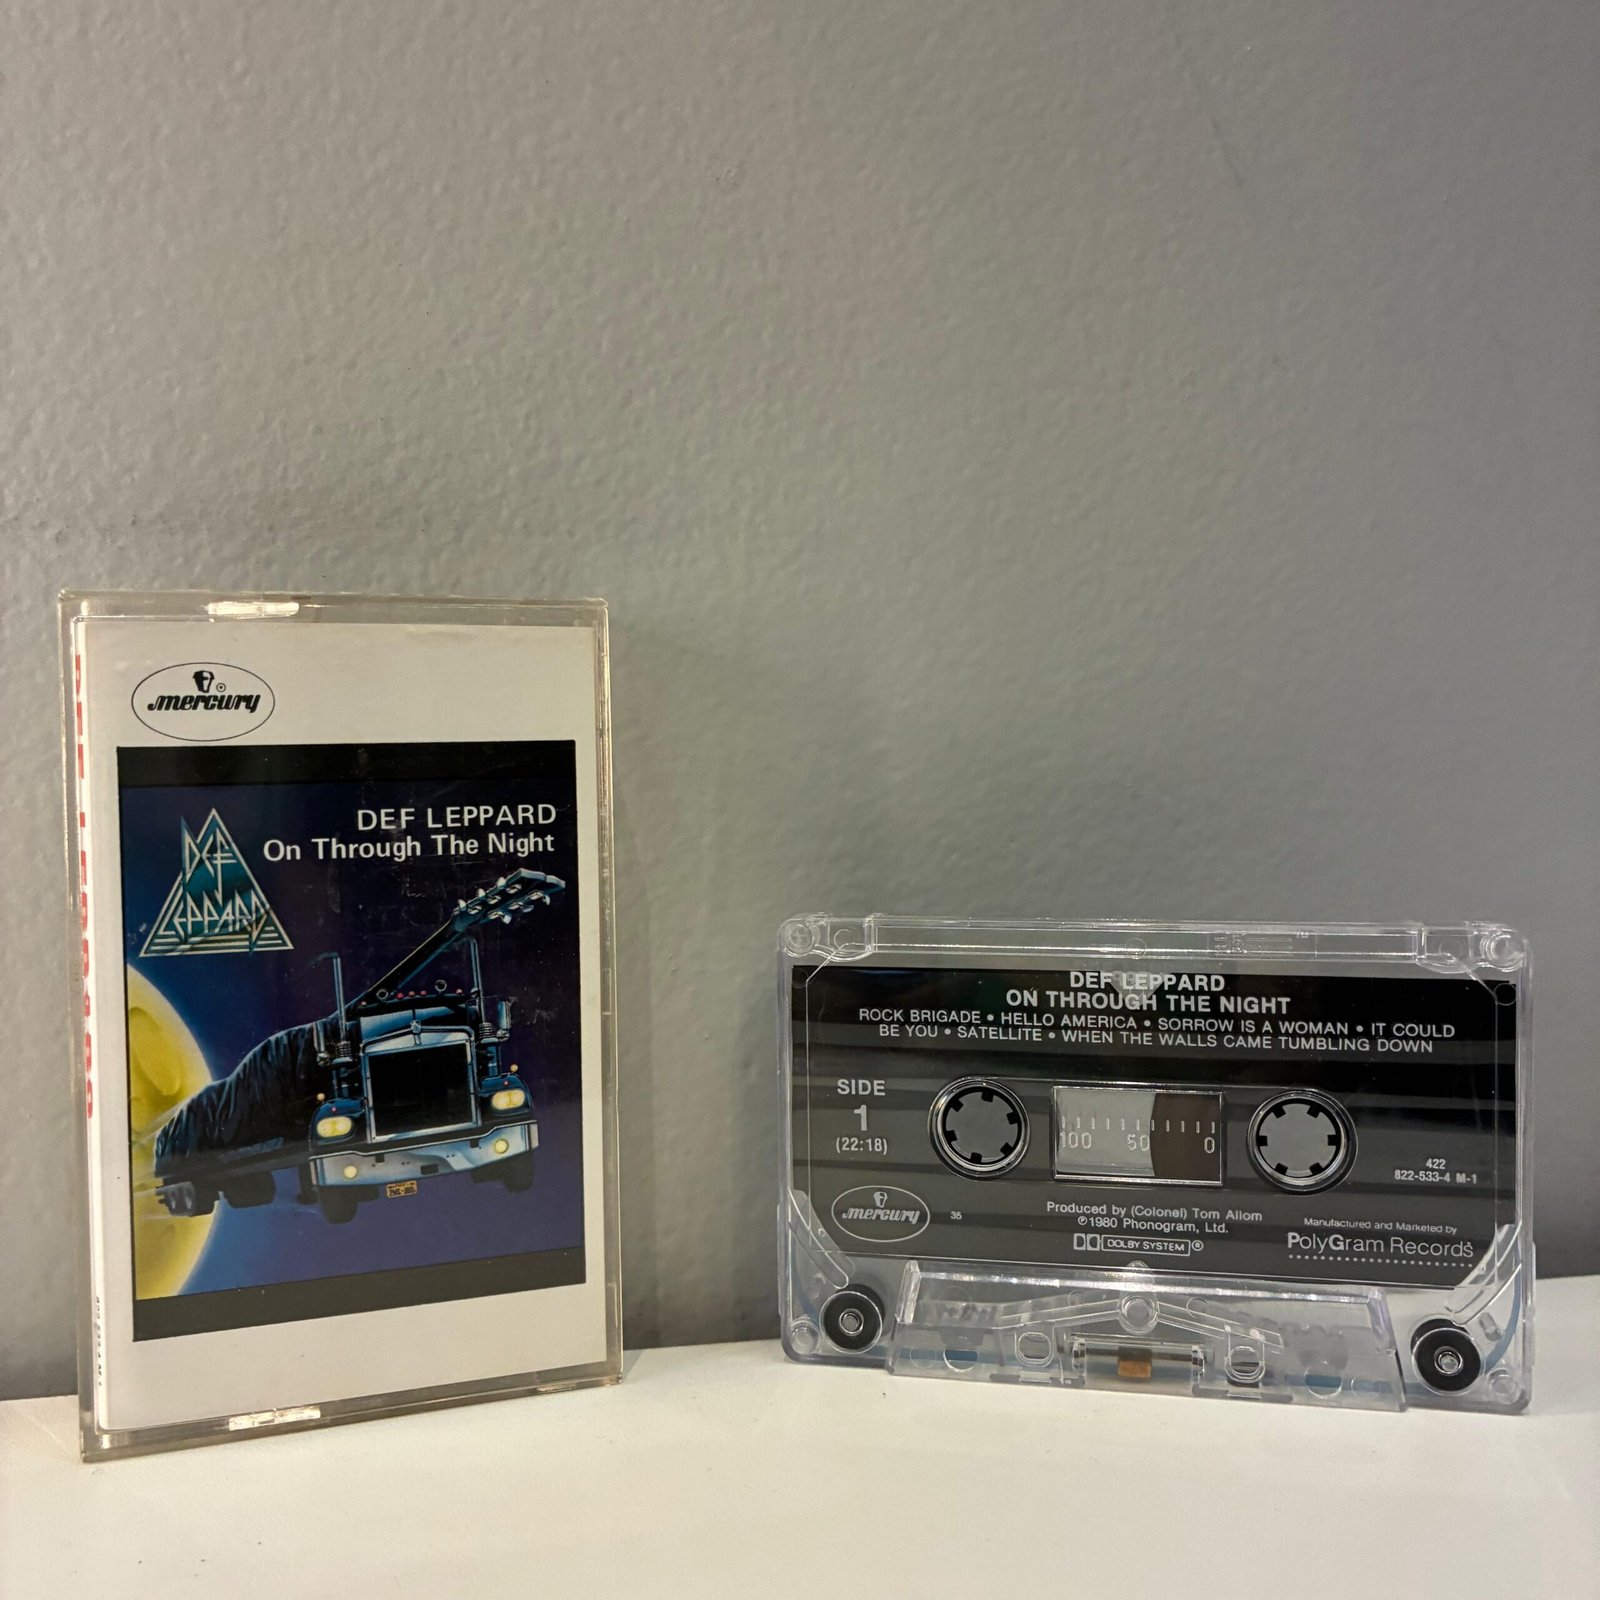 mercury
DEF LEPPARD
On Through The Night
DEF
LEPPARD
DEF LEPPARD
DEF LEPPARD
ON THROUGH THE NIGHT
ROCK BRIGADE • HELLO AMERICA • SORROW IS A WOMAN • IT COULD
BE YOU • SATELLITE • WHEN THE WALLS CAME TUMBLING DOWN
SIDE
1
(22:18)
100 50 0
422
822-533-4 M-1
mercury
35
Produced by (Colonel) Tom Allom
℗1980 Phonogram, Ltd.
DOLBY SYSTEM ®
Manufactured and Marketed by
PolyGram Records